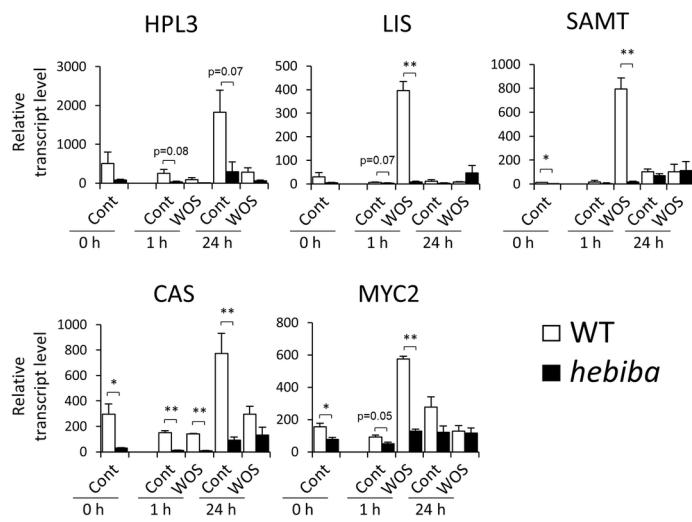 HPL3
LIS
SAMT
Relative
transcript level
3000
2000
1000
0
p=0.08
p=0.07
Cont
Cont
WOS
Cont
WOS
0 h
1 h
24 h
500
400
300
200
100
0
p=0.07
**
Cont
Cont
WOS
Cont
WOS
0 h
1 h
24 h
1000
800
600
400
200
0
*
**
Cont
Cont
WOS
Cont
WOS
0 h
1 h
24 h
CAS
MYC2
Relative
transcript level
1000
800
600
400
200
0
*
**
**
**
Cont
Cont
WOS
Cont
WOS
0 h
1 h
24 h
800
600
400
200
0
*
p=0.05
**
Cont
Cont
WOS
Cont
WOS
0 h
1 h
24 h
WT
hebiba